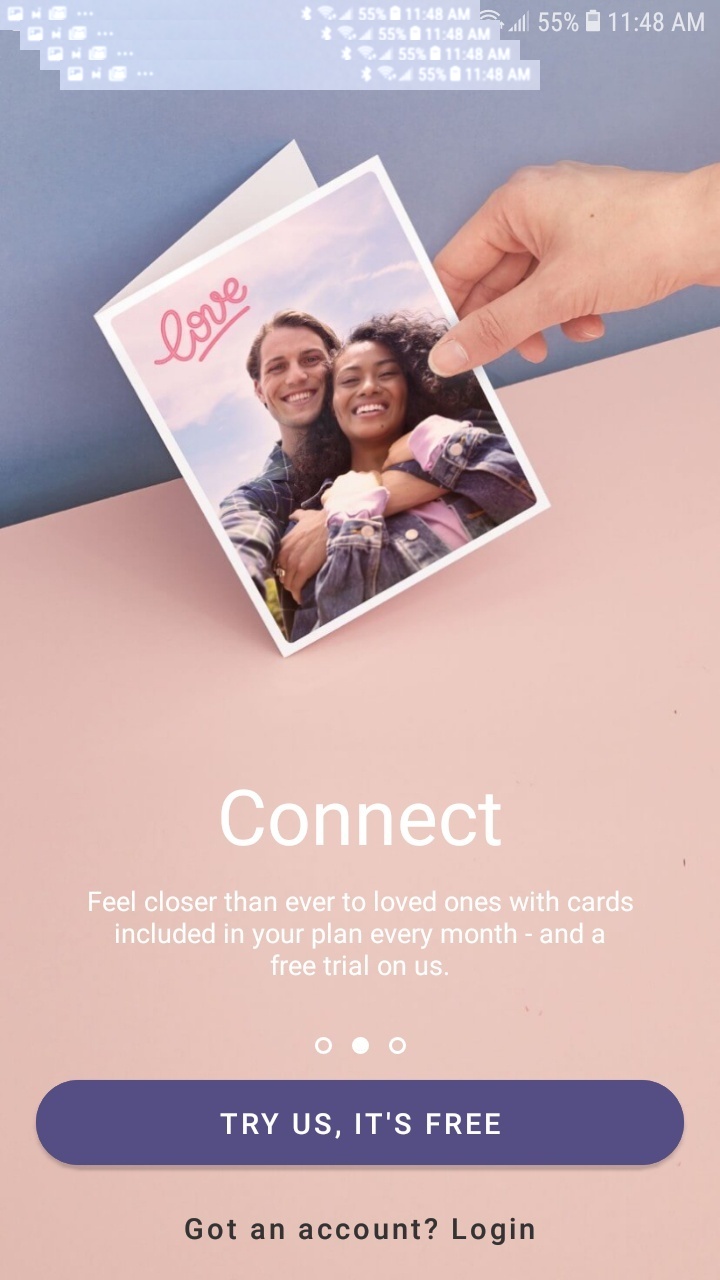 55% 11:48 AM
55% 11:48 AM
55% 11:48 AM
55% 11:48 AM
55% 11:48 AM
love
Connect
Feel closer than ever to loved ones with cards
included in your plan every month - and a
free trial on us.
TRY US, IT'S FREE
Got an account? Login